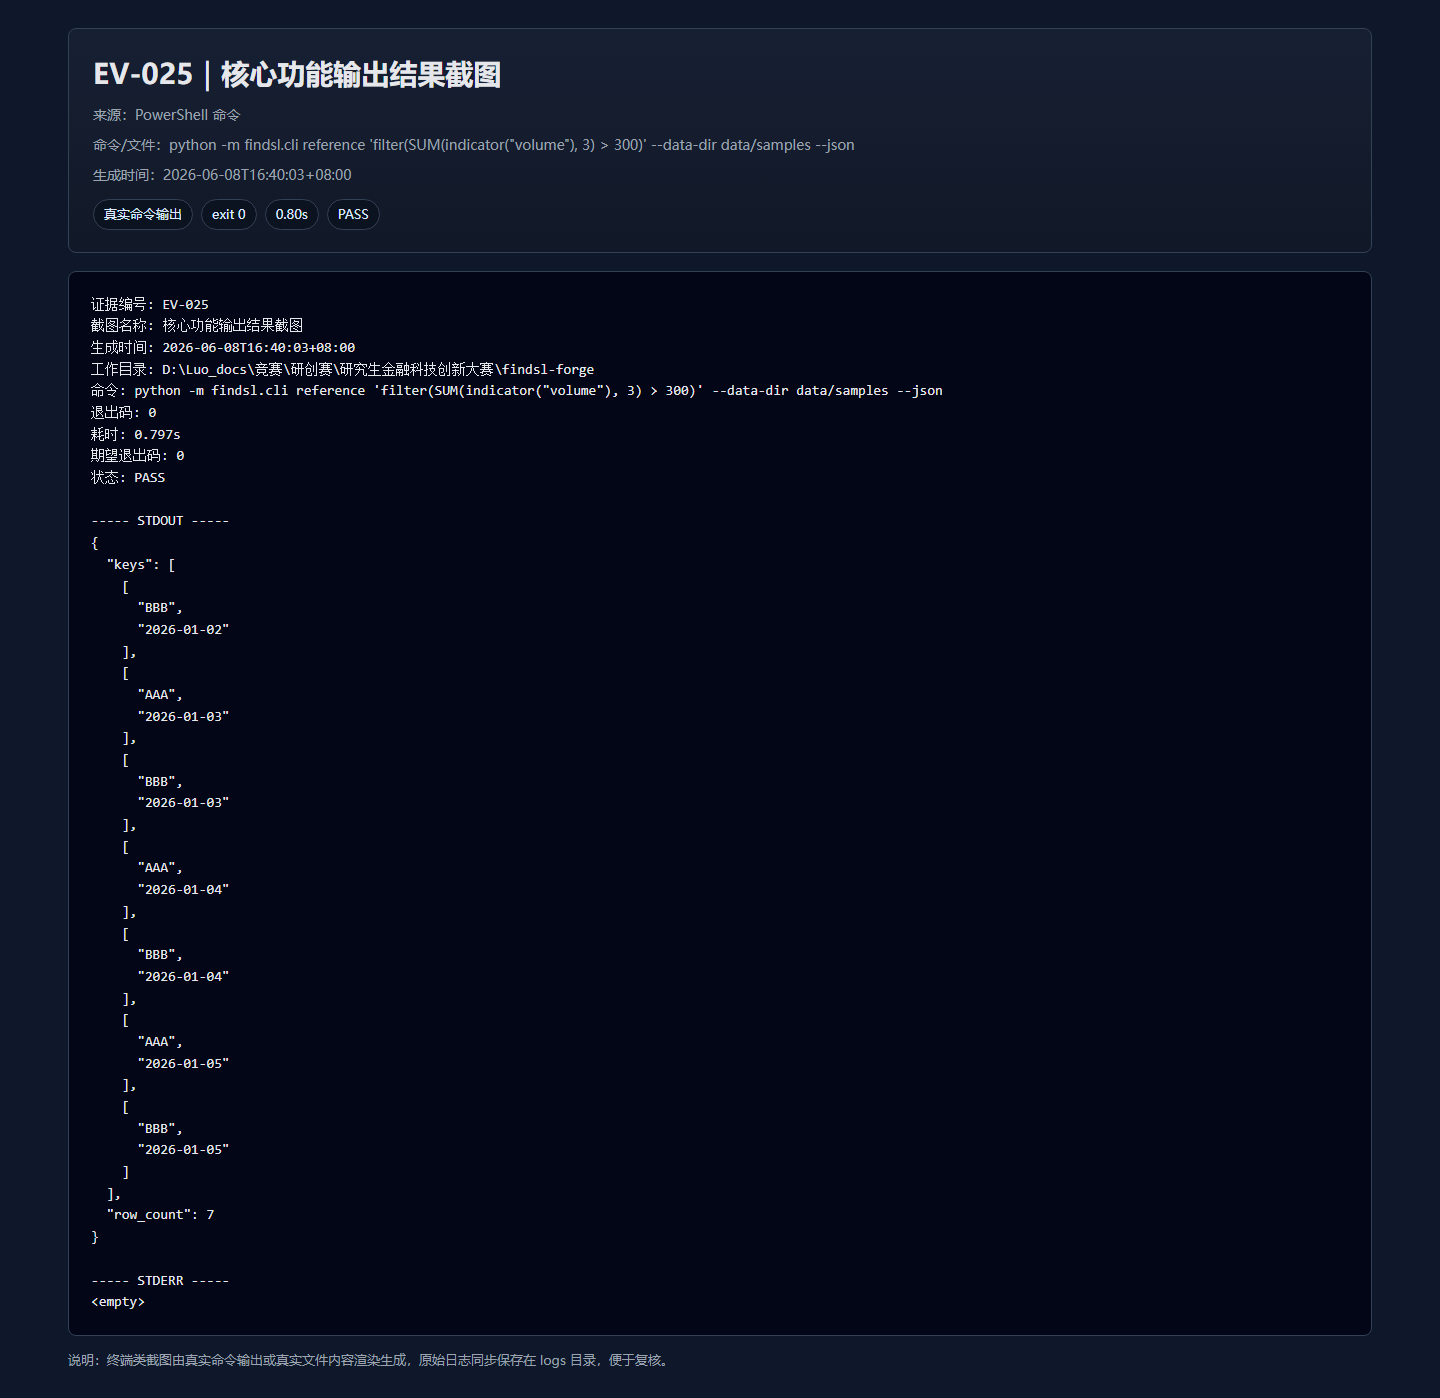 EV-025｜核心功能输出结果截图
来源：PowerShell 命令
命令/文件：python -m findsl.cli reference 'filter(SUM(indicator("volume"), 3) > 300)' --data-dir data/samples --json
生成时间：2026-06-08T16:40:03+08:00
真实命令输出 exit 0 0.80s PASS
证据编号: EV-025
截图名称: 核心功能输出结果截图
生成时间: 2026-06-08T16:40:03+08:00
工作目录: D:\Luo_docs\竞赛\研创赛\研究生金融科技创新大赛\findsl-forge
命令: python -m findsl.cli reference 'filter(SUM(indicator("volume"), 3) > 300)' --data-dir data/samples --json
退出码: 0
耗时: 0.797s
期望退出码: 0
状态: PASS
----- STDOUT -----
{
  "keys": [
    [
      "BBB",
      "2026-01-02"
    ],
    [
      "AAA",
      "2026-01-03"
    ],
    [
      "BBB",
      "2026-01-03"
    ],
    [
      "AAA",
      "2026-01-04"
    ],
    [
      "BBB",
      "2026-01-04"
    ],
    [
      "AAA",
      "2026-01-05"
    ],
    [
      "BBB",
      "2026-01-05"
    ]
  ],
  "row_count": 7
}
----- STDERR -----
<empty>
说明：终端类截图由真实命令输出或真实文件内容渲染生成，原始日志同步保存在 logs 目录，便于复核。